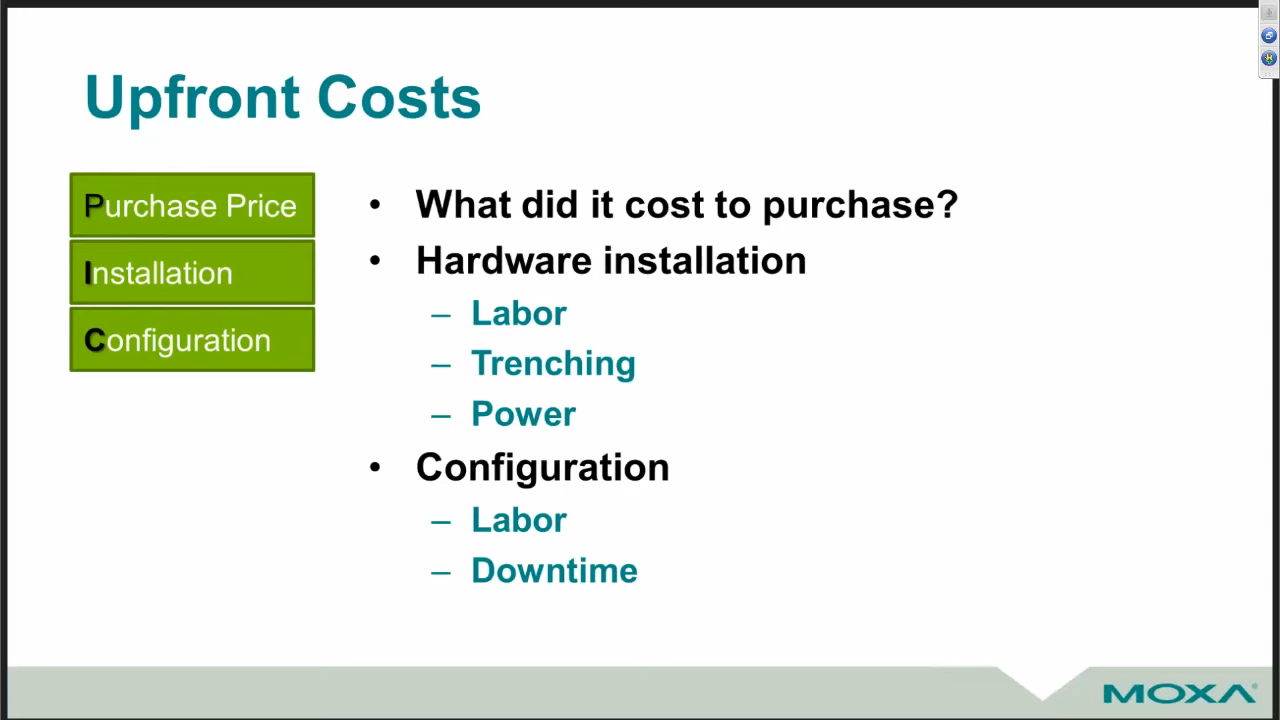 Upfront Costs
Purchase Price
Installation
Configuration
• What did it cost to purchase?
• Hardware installation
– Labor
– Trenching
– Power
• Configuration
– Labor
– Downtime
MOXA®